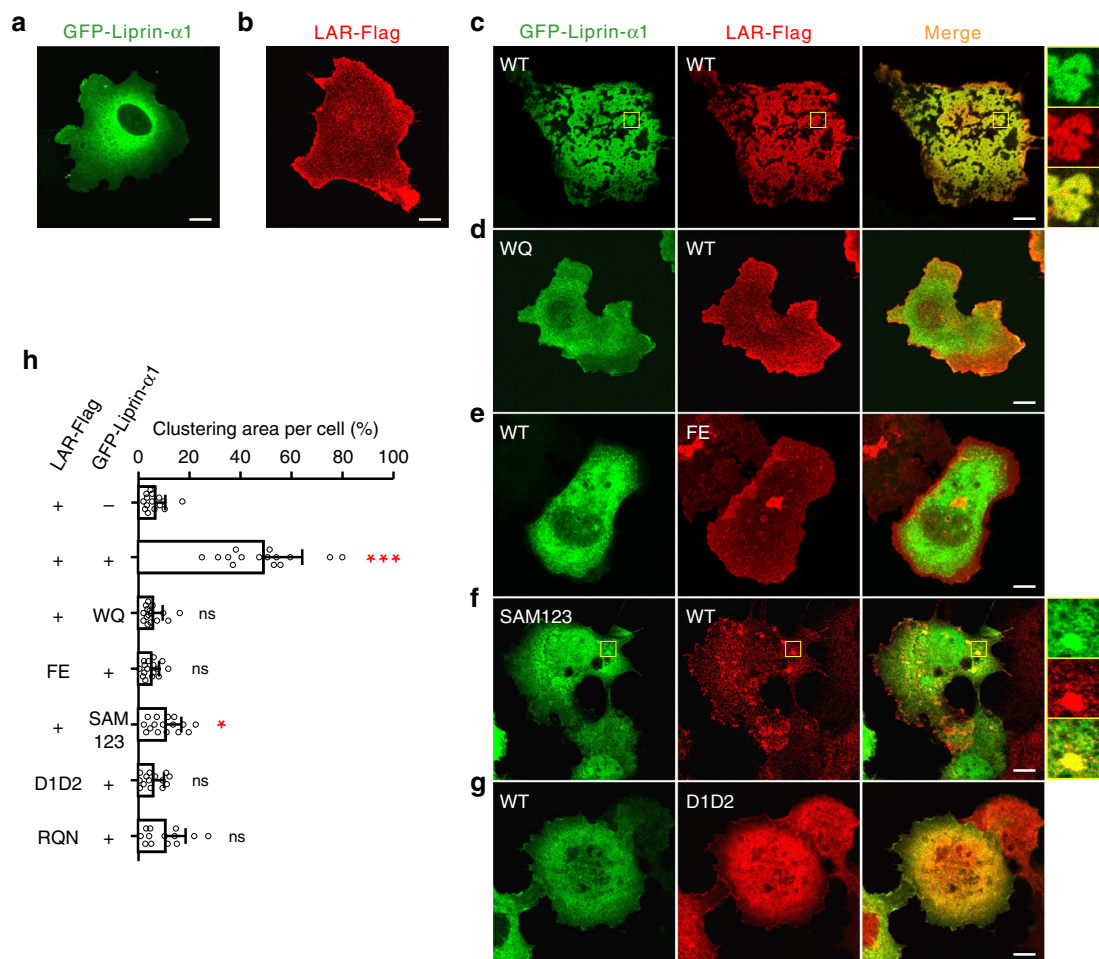 a
GFP-Liprin-α1
b
LAR-Flag
c
GFP-Liprin-α1
LAR-Flag
Merge
WT
WT
d
WQ
WT
e
WT
FE
f
SAM123
WT
g
WT
D1D2
h
LAR-Flag
GFP-Liprin-α1
Clustering area per cell (%)
0 20 40 60 80 100
+ −
+ + ***
+ WQ ns
FE + ns
+ SAM 123 *
D1D2 + ns
RQN + ns